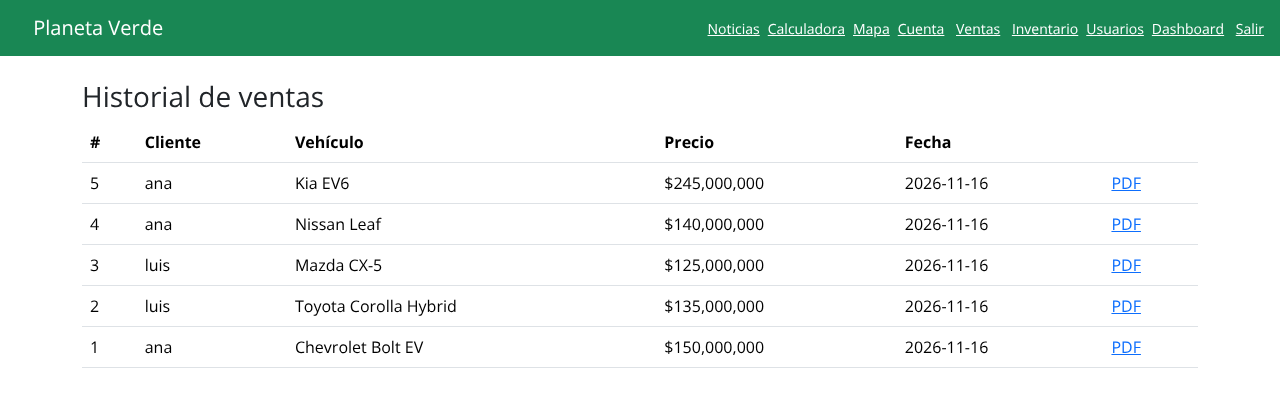 Planeta Verde Noticias Calculadora Mapa Cuenta Ventas Inventario Usuarios Dashboard Salir
Historial de ventas
# Cliente Vehículo Precio Fecha
5 ana Kia EV6 $245,000,000 2026-11-16 PDF
4 ana Nissan Leaf $140,000,000 2026-11-16 PDF
3 luis Mazda CX-5 $125,000,000 2026-11-16 PDF
2 luis Toyota Corolla Hybrid $135,000,000 2026-11-16 PDF
1 ana Chevrolet Bolt EV $150,000,000 2026-11-16 PDF